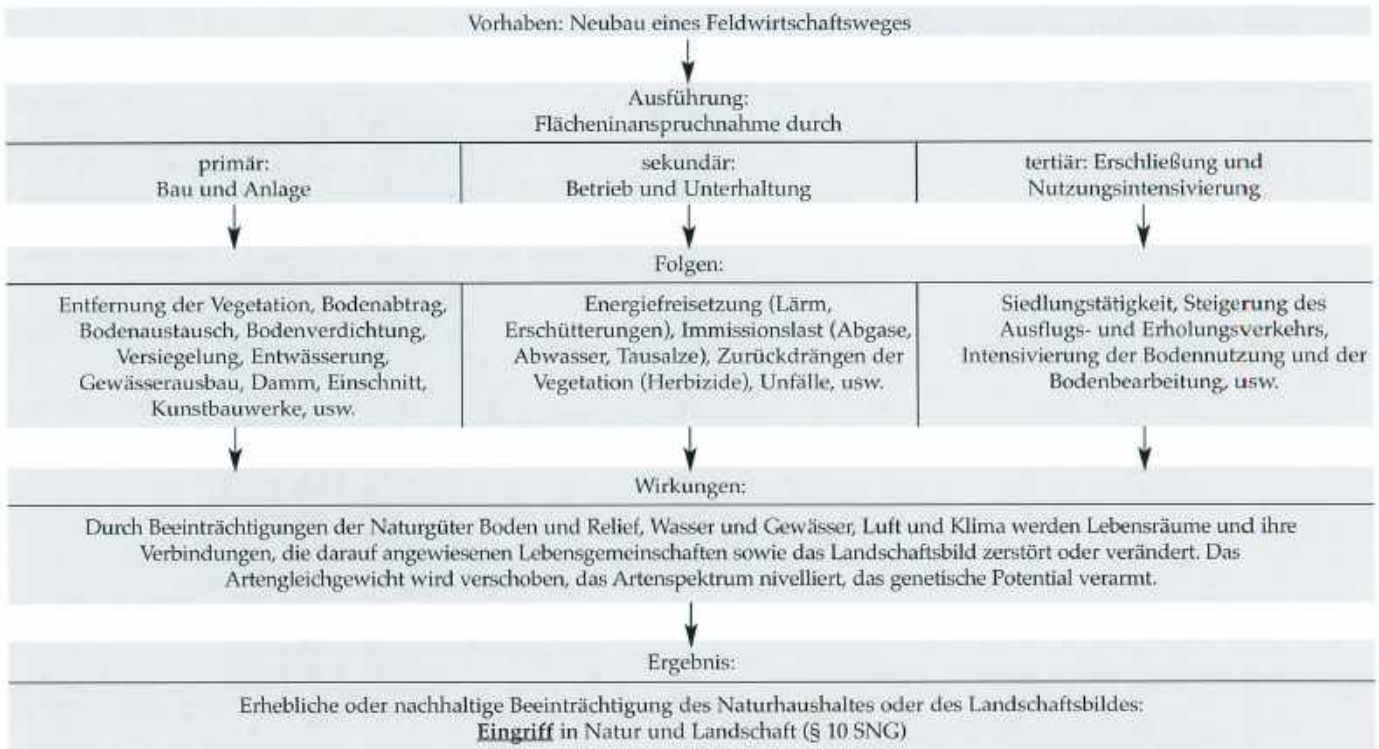 Vorhaben: Neubau eines Feldwirtschaftsweges
Ausführung:
Flächeninanspruchnahme durch
primär:
Bau und Anlage
sekundär:
Betrieb und Unterhaltung
tertiär: Erschließung und
Nutzungsintensivierung
Folgen:
Entfernung der Vegetation, Bodenabtrag,
Bodenaustausch, Bodenverdichtung,
Versiegelung, Entwässerung,
Gewässerausbau, Damm, Einschnitt,
Kunstbauwerke, usw.
Energiefreisetzung (Lärm,
Erschütterungen), Immissionslast (Abgase,
Abwasser, Tausalze), Zurückdrängen der
Vegetation (Herbizide), Unfälle, usw.
Siedlungstätigkeit, Steigerung des
Ausflugs- und Erholungsverkehrs,
Intensivierung der Bodennutzung und der
Bodenbearbeitung, usw.
Wirkungen:
Durch Beeinträchtigungen der Naturgüter Boden und Relief, Wasser und Gewässer, Luft und Klima werden Lebensräume und ihre
Verbindungen, die darauf angewiesenen Lebensgemeinschaften sowie das Landschaftsbild zerstört oder verändert. Das
Artengleichgewicht wird verschoben, das Artenspektrum nivelliert, das genetische Potential verarmt.
Ergebnis:
Erhebliche oder nachhaltige Beeinträchtigung des Naturhaushaltes oder des Landschaftsbildes:
Eingriff in Natur und Landschaft (§ 10 SNG)